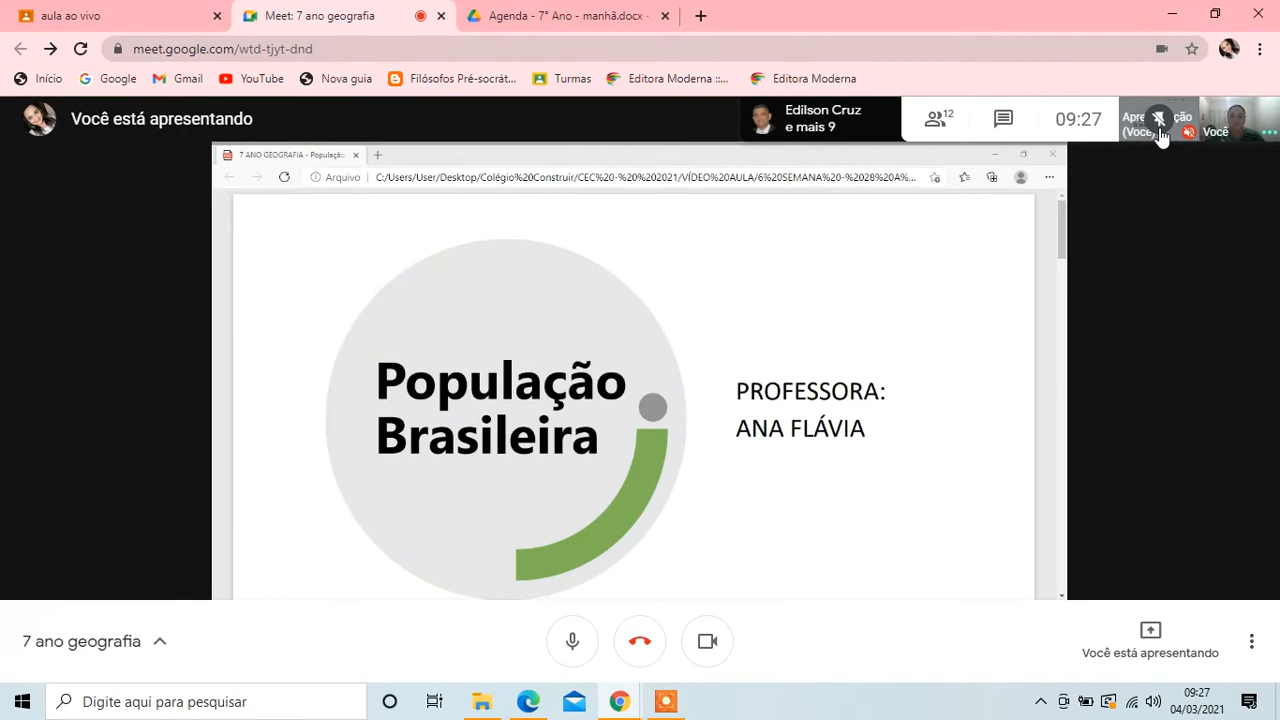 aula ao vivo
Meet: 7 ano geografia
Agenda - 7° Ano - manhã.docx -
meet.google.com/wtd-tjyt-dnd
Início
Google
Gmail
YouTube
Nova guia
Filósofos Pré-socrát...
Turmas
Editora Moderna ::...
Editora Moderna
Você está apresentando
Edilson Cruz
e mais 9
12
09:27
(Você)
Você
7 ANO GEOGRAFIA - Populaçã
Arquivo
C:/Users/User/Desktop/Colégio%20Construir/CEC%20-%20%202021/VÍDEO%20AULA/6%20SEMANA%20-%2028%20A%...
População
Brasileira
PROFESSORA:
ANA FLÁVIA
7 ano geografia
Você está apresentando
Digite aqui para pesquisar
09:27
04/03/2021